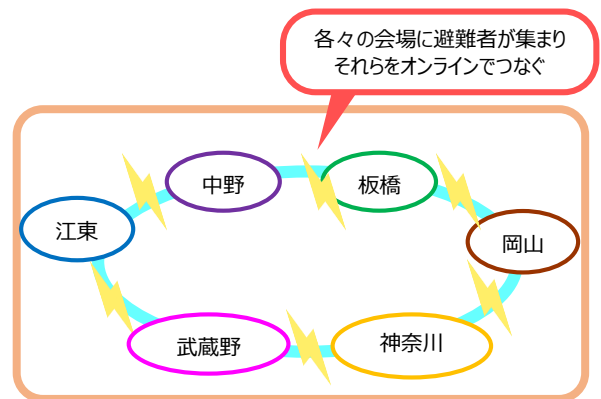 各々の会場に避難者が集まり
それらをオンラインでつなぐ
中野
板橋
江東
岡山
武蔵野
神奈川